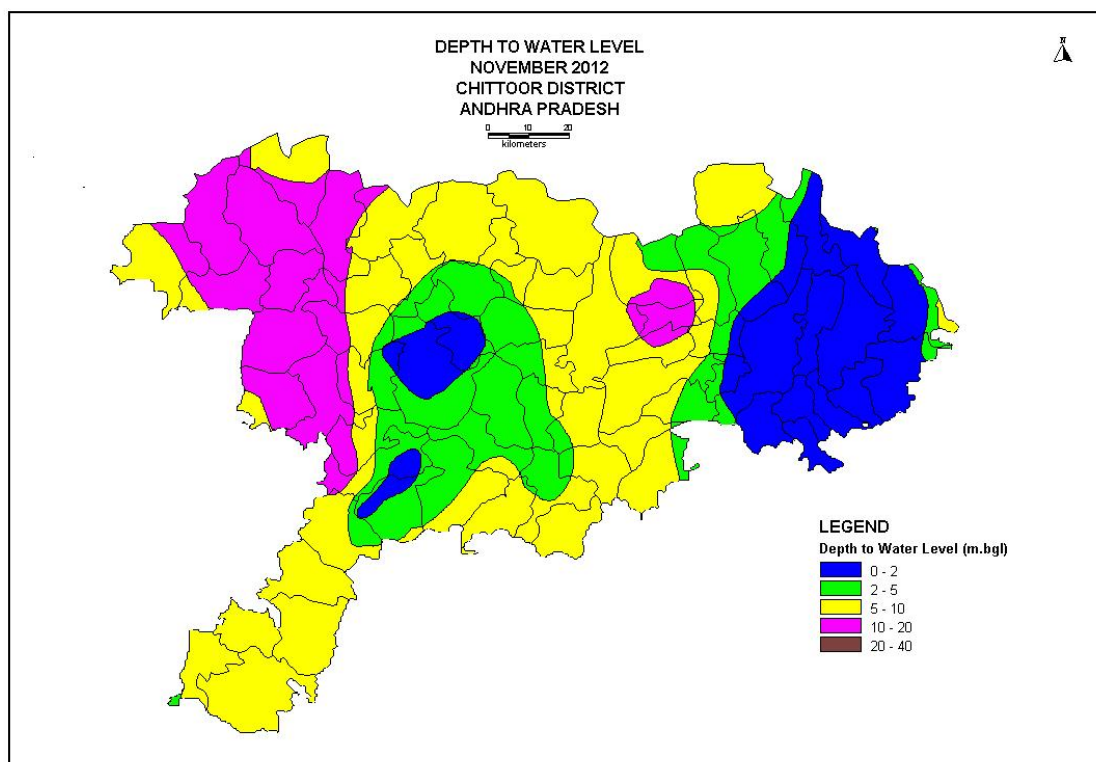 DEPTH TO WATER LEVEL
NOVEMBER 2012
CHITTOOR DISTRICT
ANDHRA PRADESH
0 10 20
kilometers
N
LEGEND
Depth to Water Level (m.bgl)
0 - 2
2 - 5
5 - 10
10 - 20
20 - 40